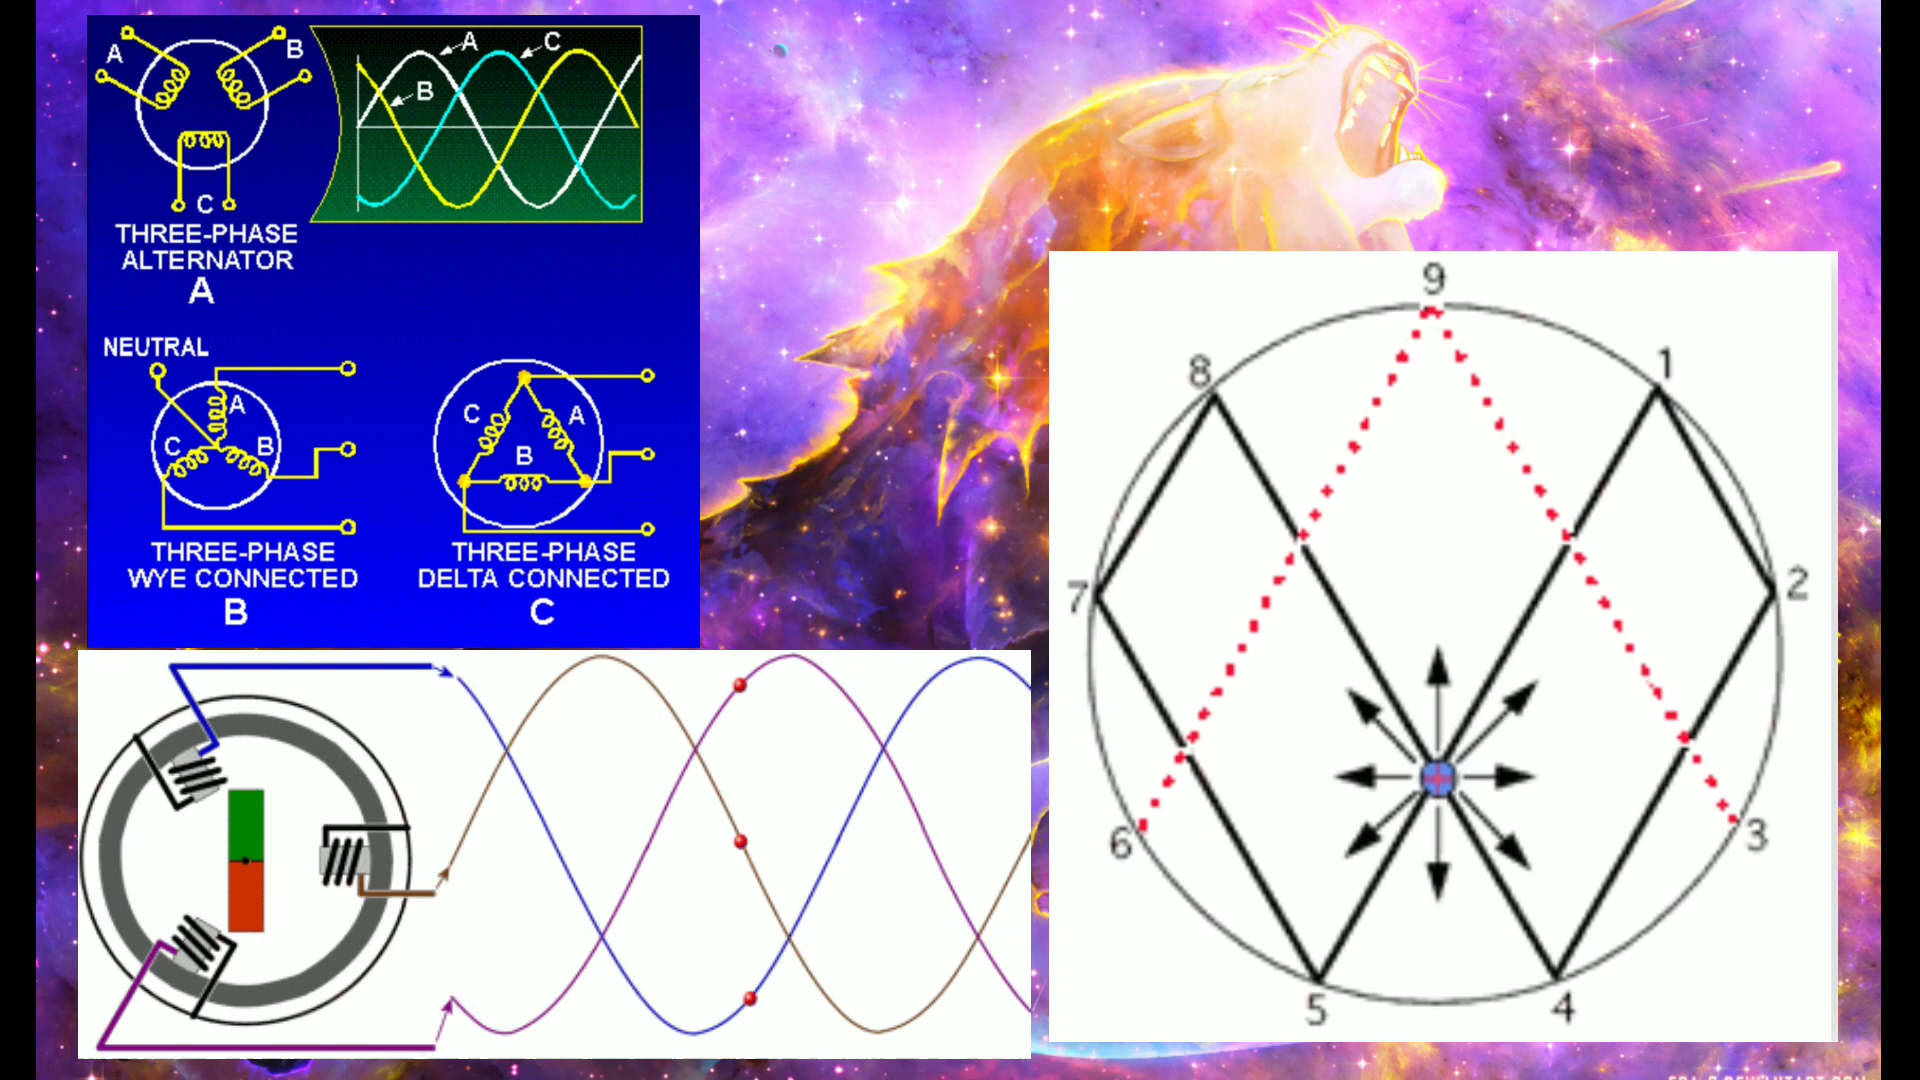 A
B
C
A
C
B
THREE-PHASE
ALTERNATOR
A
NEUTRAL
A
C
B
THREE-PHASE
WYE CONNECTED
B
C
A
B
THREE-PHASE
DELTA CONNECTED
C
9
8
1
7
2
6
3
5
4